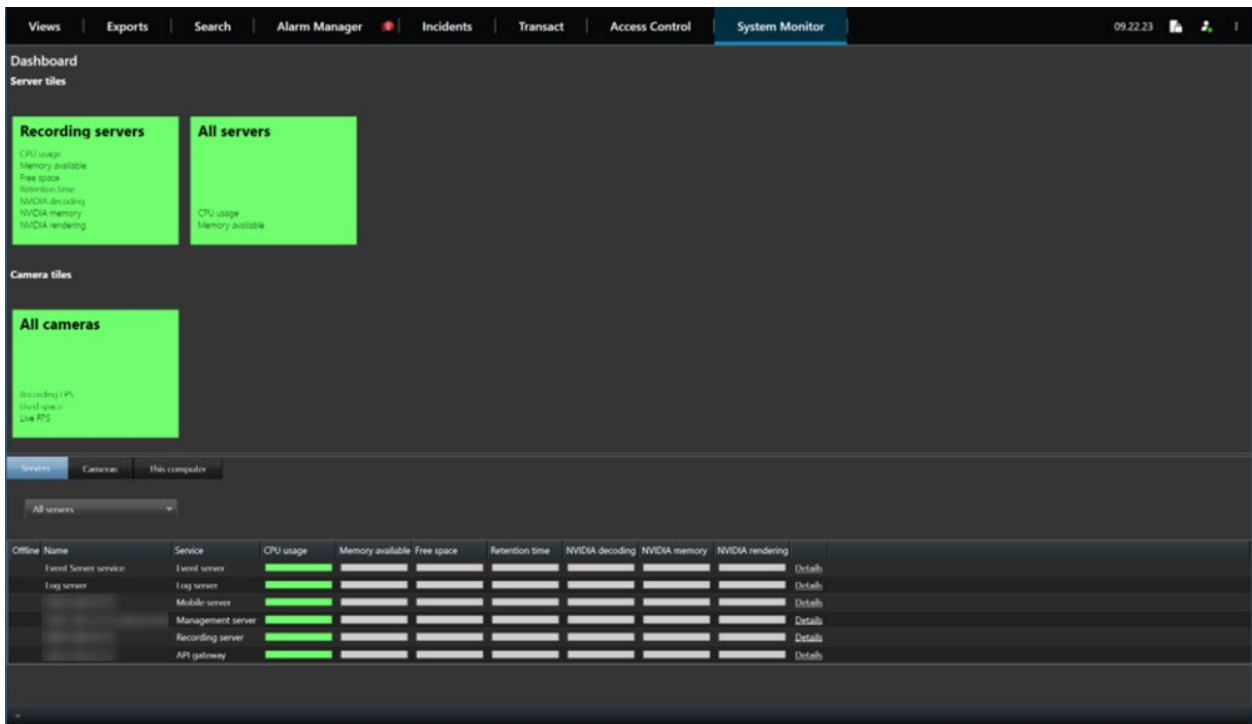 Views Exports Search Alarm Manager Incidents Transact Access Control System Monitor 09.22.23
Dashboard
Server tiles
Recording servers
CPU usage
Memory available
Free space
Retention time
NVIDIA decoding
NVIDIA memory
NVIDIA rendering
All servers
CPU usage
Memory available
Camera tiles
All cameras
Recording FPS
Used space
Live FPS
Servers Cameras This computer
All servers
Offline Name Service CPU usage Memory available Free space Retention time NVIDIA decoding NVIDIA memory NVIDIA rendering
Event Server service Event server Details
Log server Log server Details
Mobile server Details
Management server Details
Recording server Details
API gateway Details